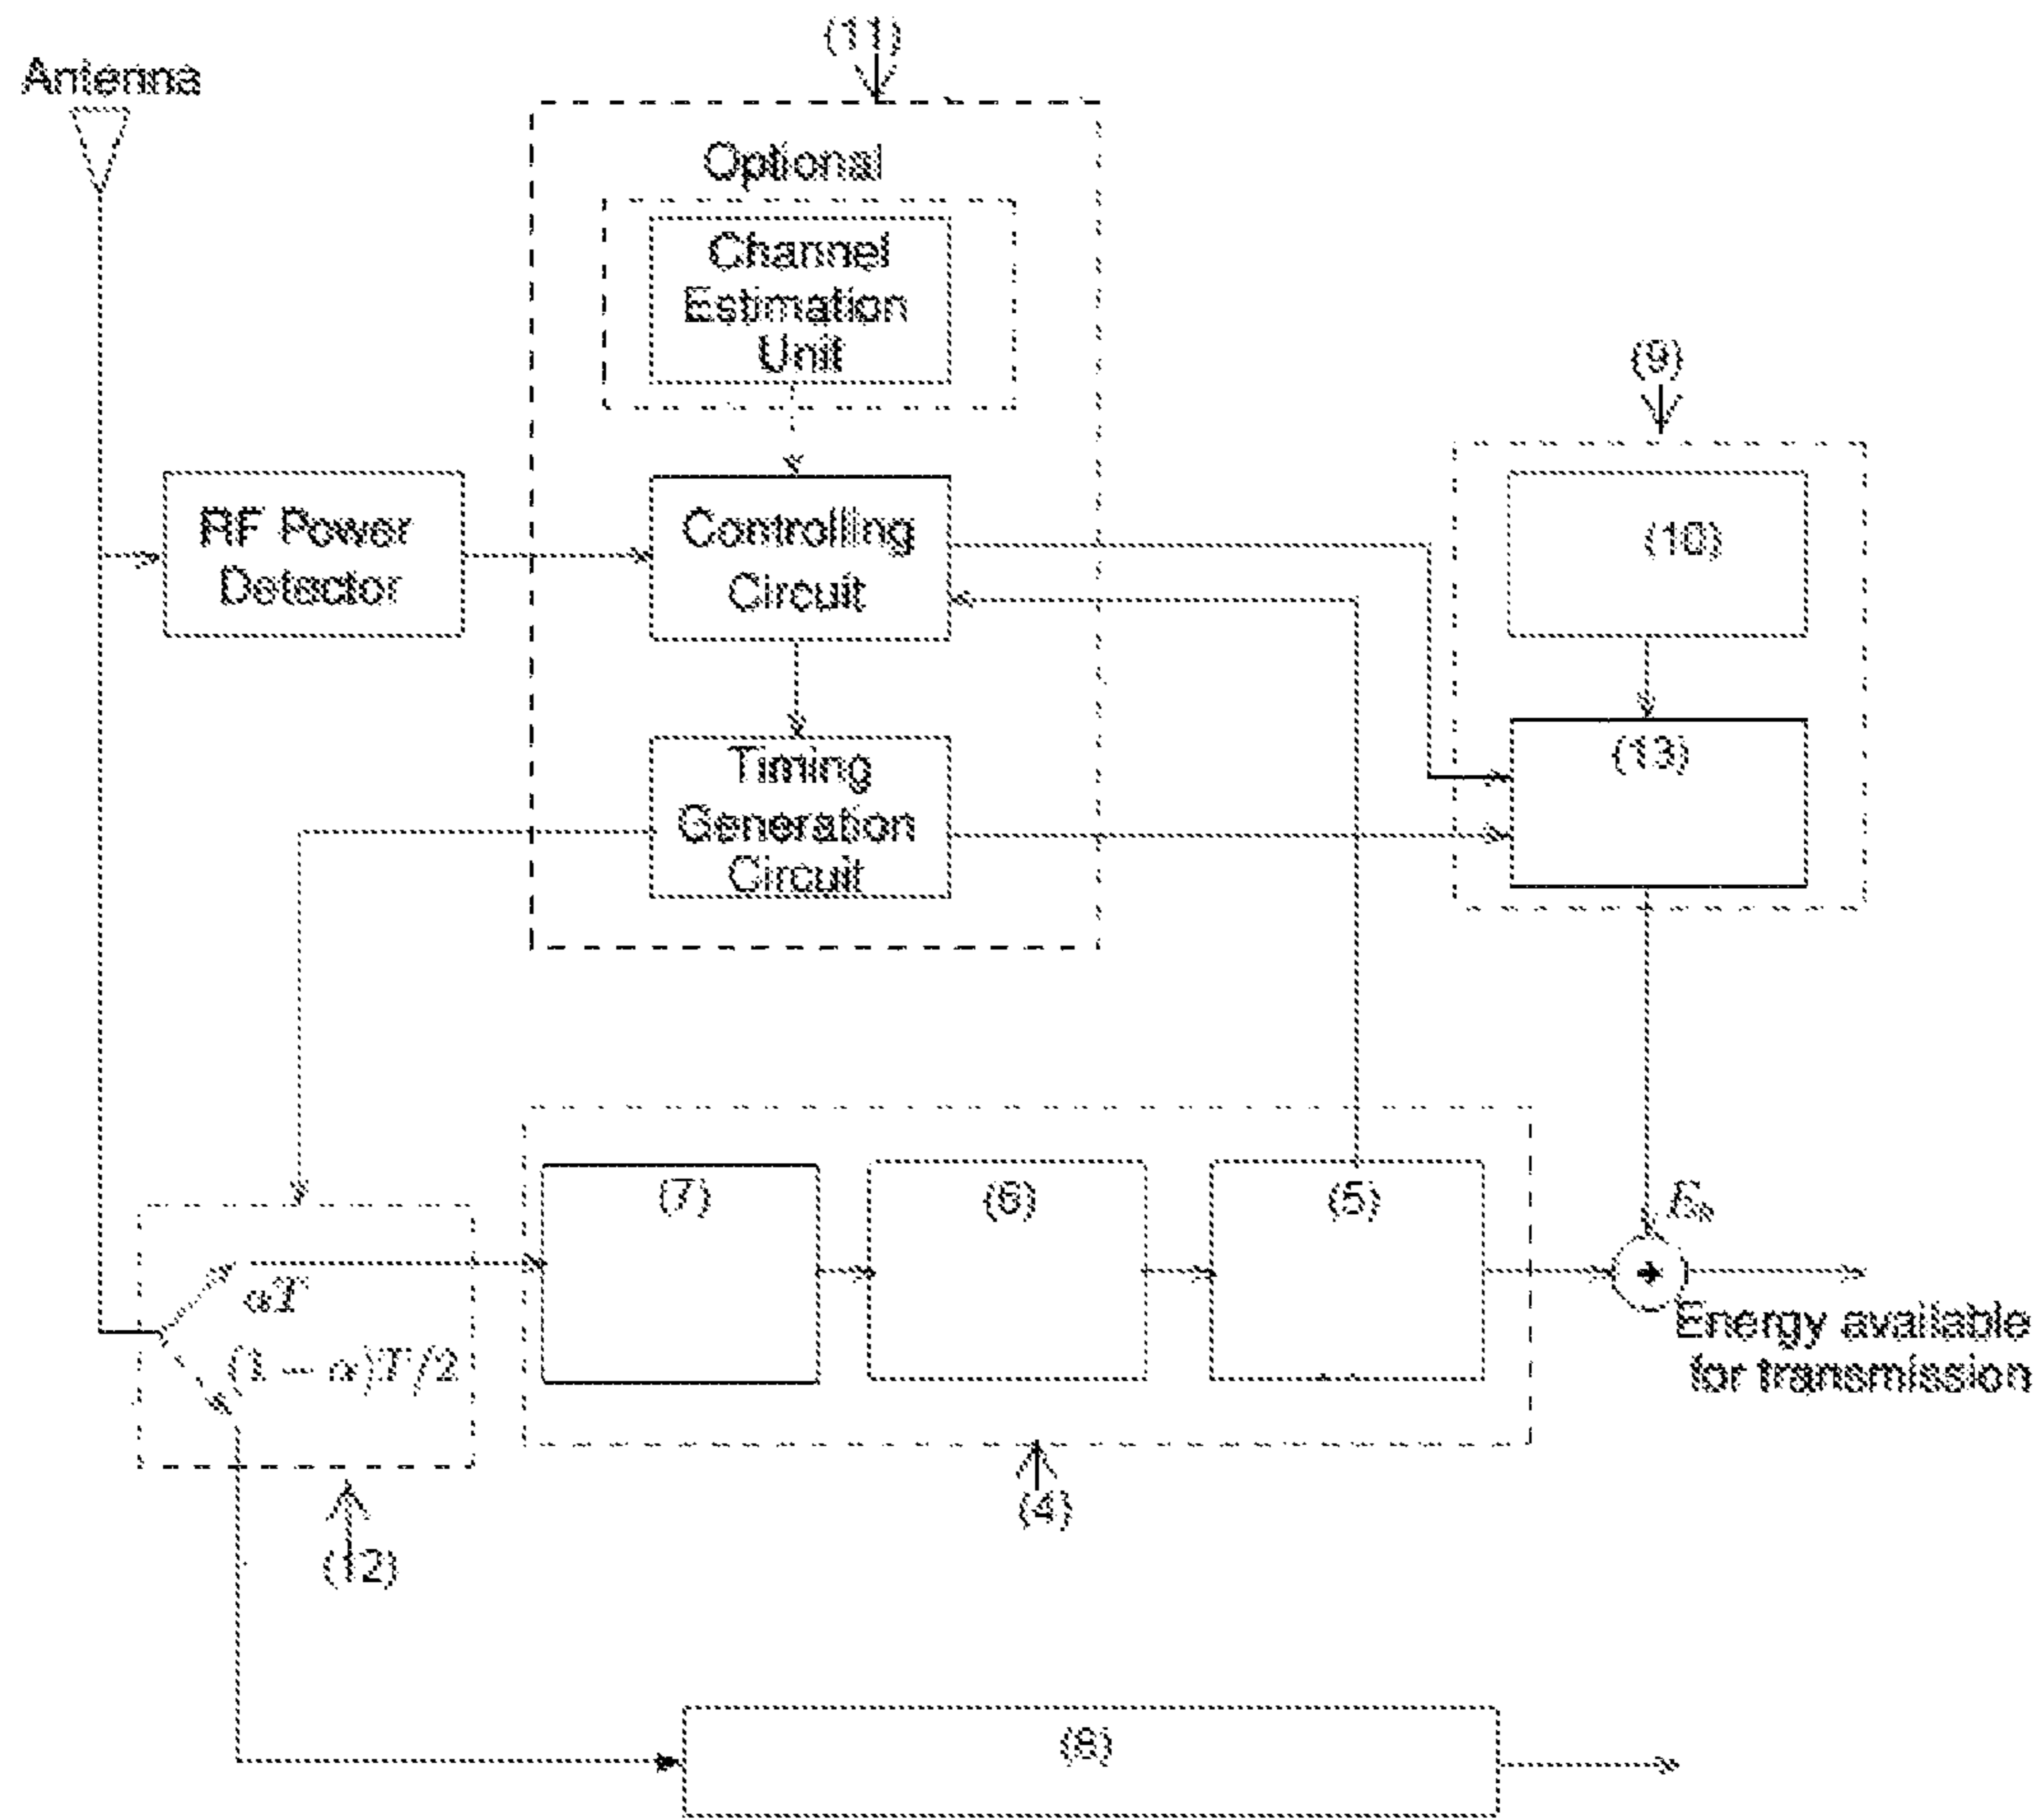 (11)
Antenna
Optional
Channel
Estimation
Unit
(9)
RF Power
Detector
Controlling
Circuit
(10)
Timing
Generation
Circuit
(13)
(7)
(6)
(5)
αT
(1 − α)T/2
Energy available
for transmission
(4)
(12)
(8)